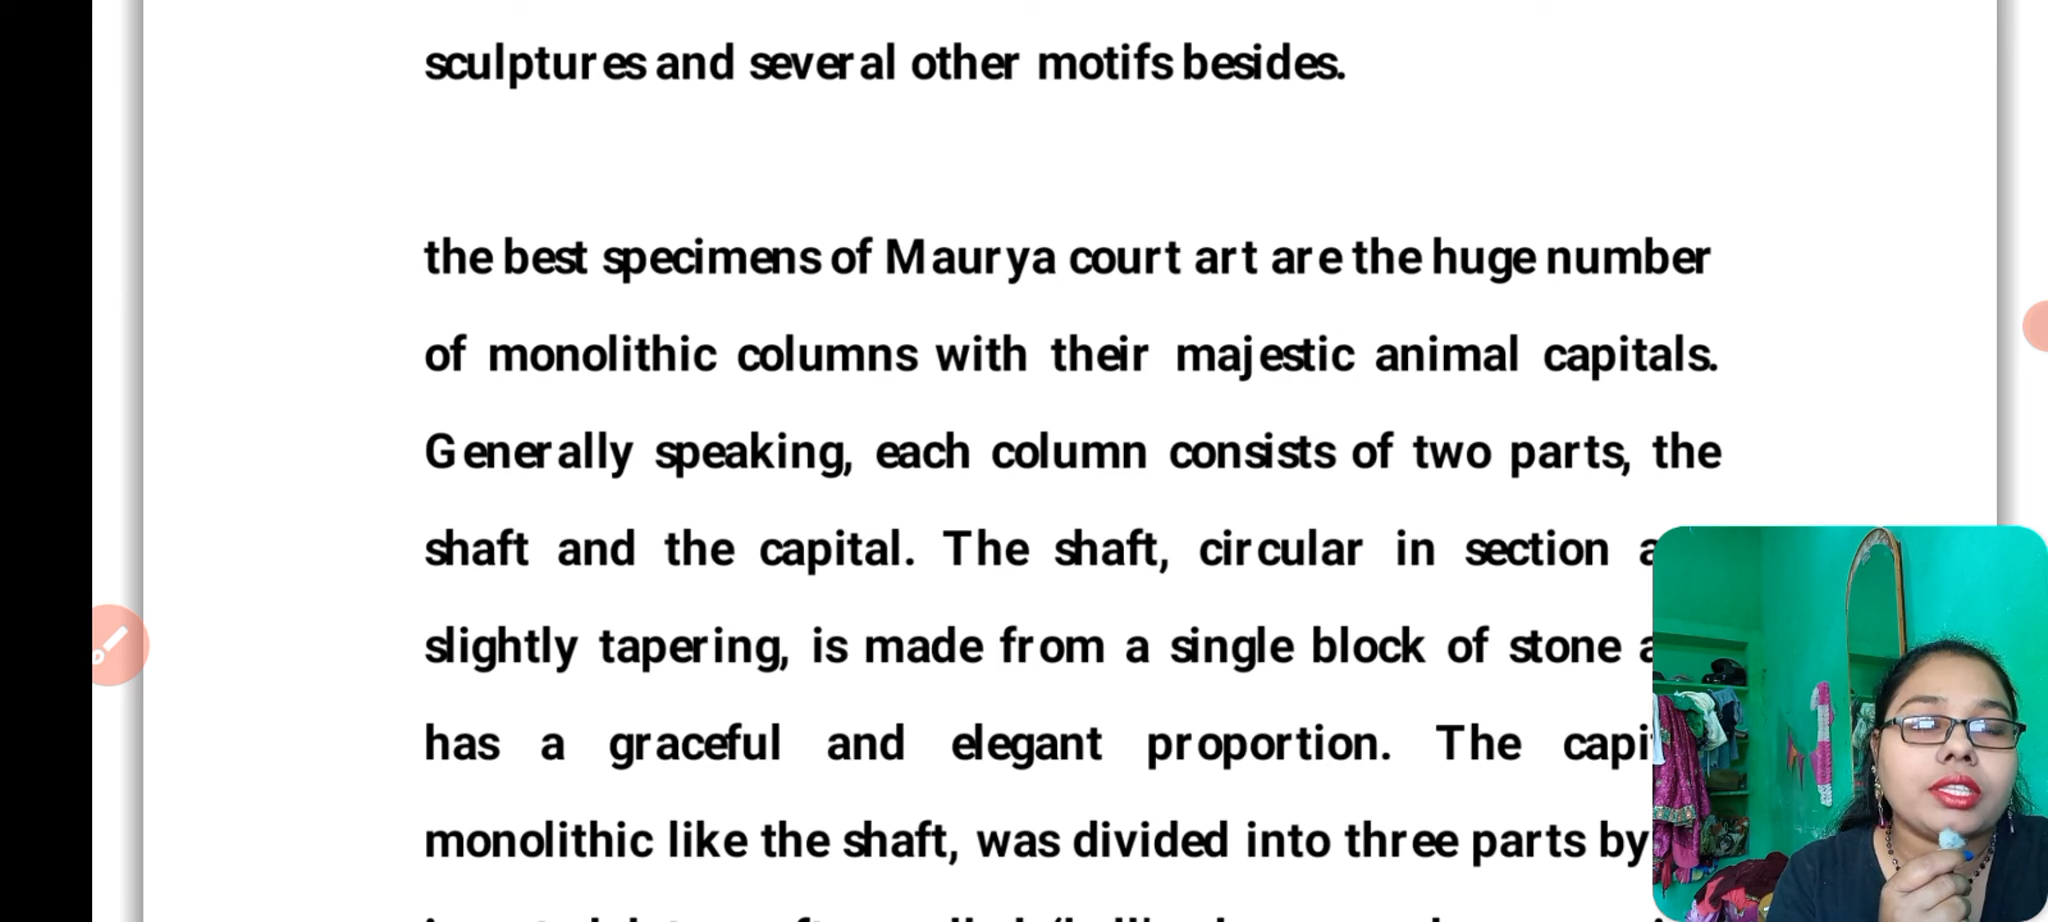 sculptures and several other motifs besides.
the best specimens of Maurya court art are the huge number
of monolithic columns with their majestic animal capitals.
Generally speaking, each column consists of two parts, the
shaft and the capital. The shaft, circular in section
slightly tapering, is made from a single block of stone
has a graceful and elegant proportion. The
monolithic like the shaft, was divided into three parts by